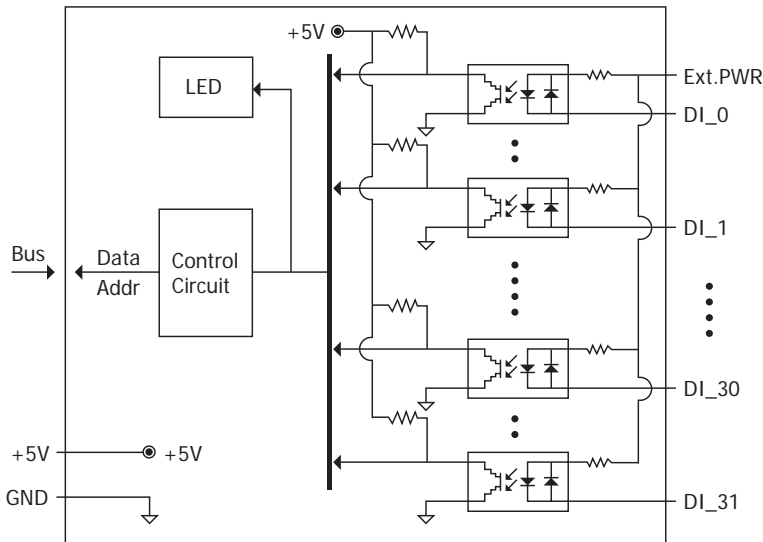 +5V
LED
Ext.PWR
DI_0
DI_1
Bus
Data
Addr
Control
Circuit
DI_30
+5V
+5V
GND
DI_31